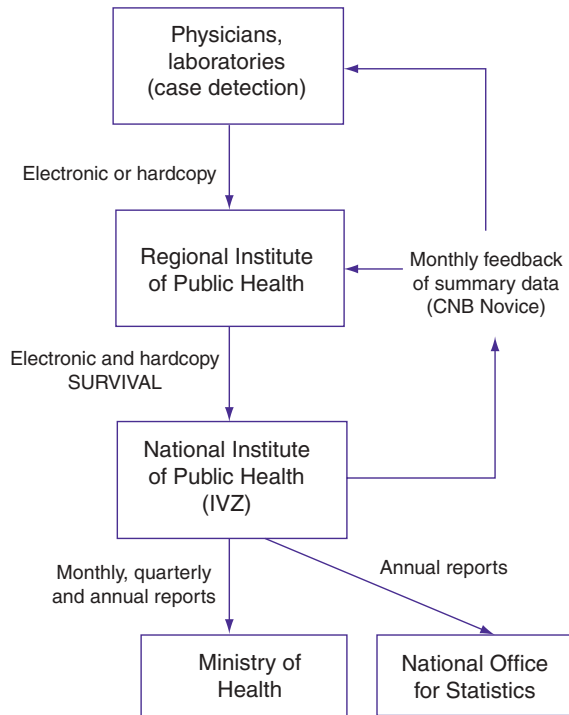 Physicians,
laboratories
(case detection)
Electronic or hardcopy
Regional Institute
of Public Health
Monthly feedback
of summary data
(CNB Novice)
Electronic and hardcopy
SURVIVAL
National Institute
of Public Health
(IVZ)
Monthly, quarterly
and annual reports
Annual reports
Ministry of
Health
National Office
for Statistics